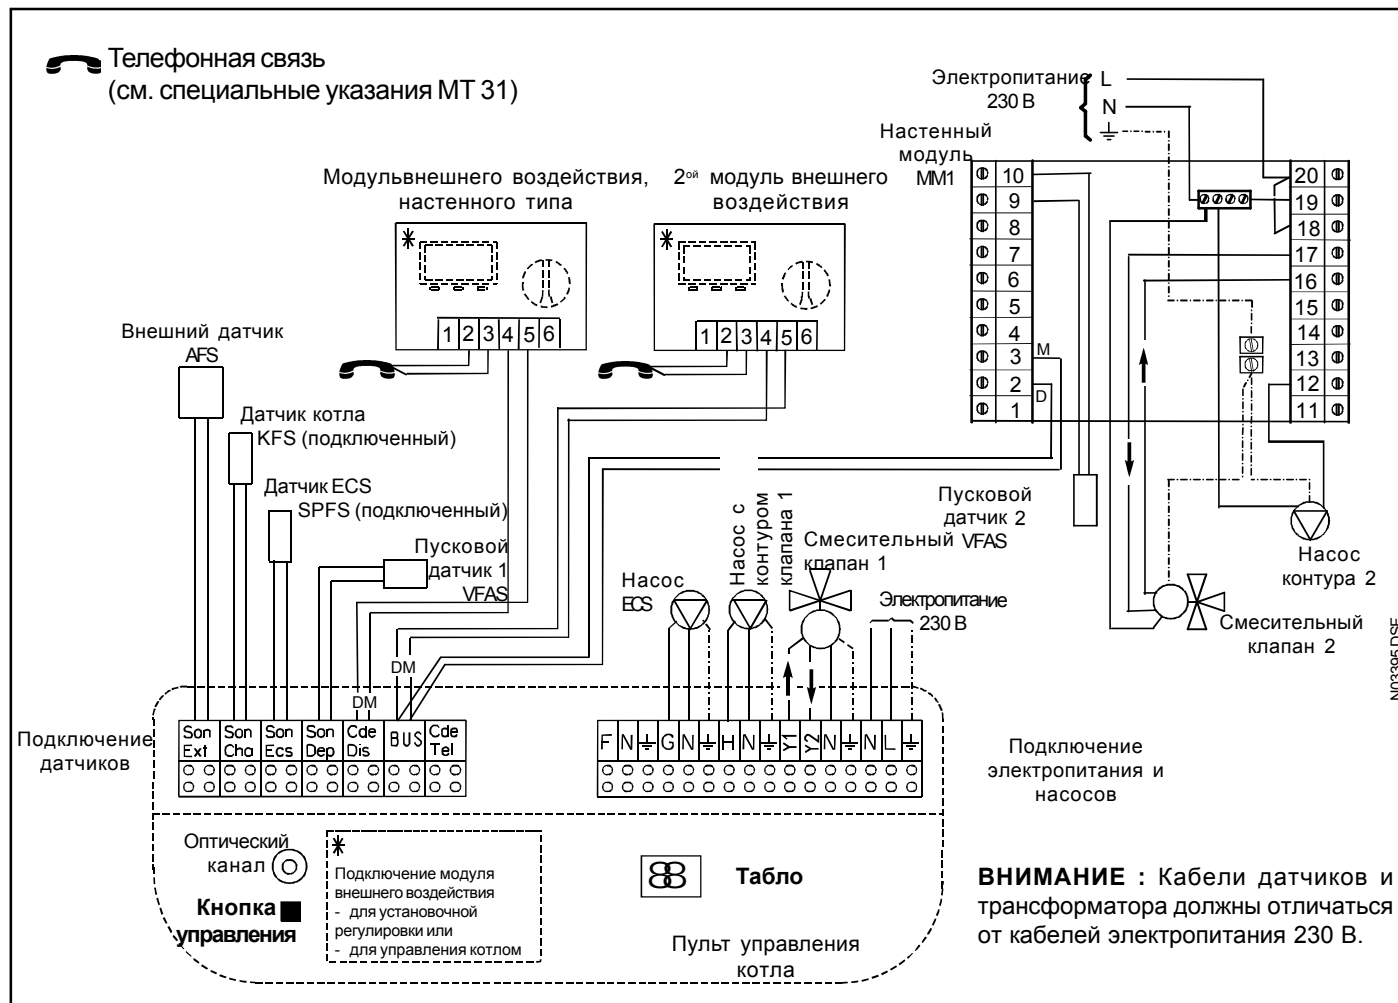 Телефонная связь
(см. специальные указания МТ 31)
Электропитание
230 В
L
N
Настенный
модуль
ММ1
Модульвнешнего воздействия,
настенного типа
2ой модуль внешнего
воздействия
1 2 3 4 5 6
1 2 3 4 5 6
10
9
8
7
6
5
4
3
2
1
M
D
20
19
18
17
16
15
14
13
12
11
Внешний датчик
AFS
Датчик котла
KFS (подключенный)
Датчик ECS
SPFS (подключенный)
Пусковой
датчик 1
VFAS
Насос
ECS
Насос с
контуром
клапана 1
Смесительный
клапан 1
Электропитание
230 В
Пусковой
датчик 2
VFAS
Насос
контура 2
Смесительный
клапан 2
N03395 DSF
DM
DM
Подключение
датчиков
Son Ext
Son Cha
Son Ecs
Son Dep
Cde Dis
BUS
Cde Tel
F N G N H N Y1 Y2 N N L
Подключение
электропитания и
насосов
Оптический
канал
Кнопка
управления
Подключение модуля
внешнего воздействия
- для установочной
регулировки или
- для управления котлом
Табло
Пульт управления
котла
ВНИМАНИЕ : Кабели датчиков и
трансформатора должны отличаться
от кабелей электропитания 230 В.